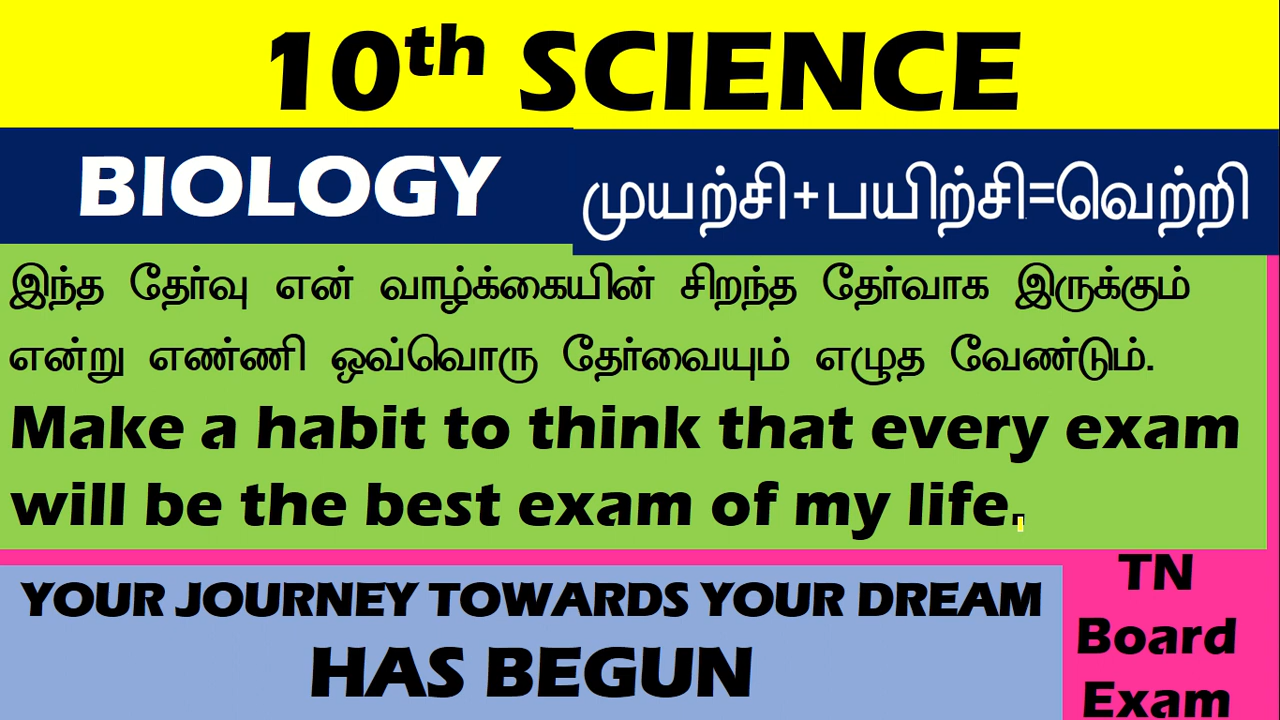 10th SCIENCE
BIOLOGY
முயற்சி+பயிற்சி=வெற்றி
இந்த தேர்வு என் வாழ்க்கையின் சிறந்த தேர்வாக இருக்கும்
என்று எண்ணி ஒவ்வொரு தேர்வையும் எழுத வேண்டும்.
Make a habit to think that every exam
will be the best exam of my life.
YOUR JOURNEY TOWARDS YOUR DREAM
HAS BEGUN
TN
Board
Exam